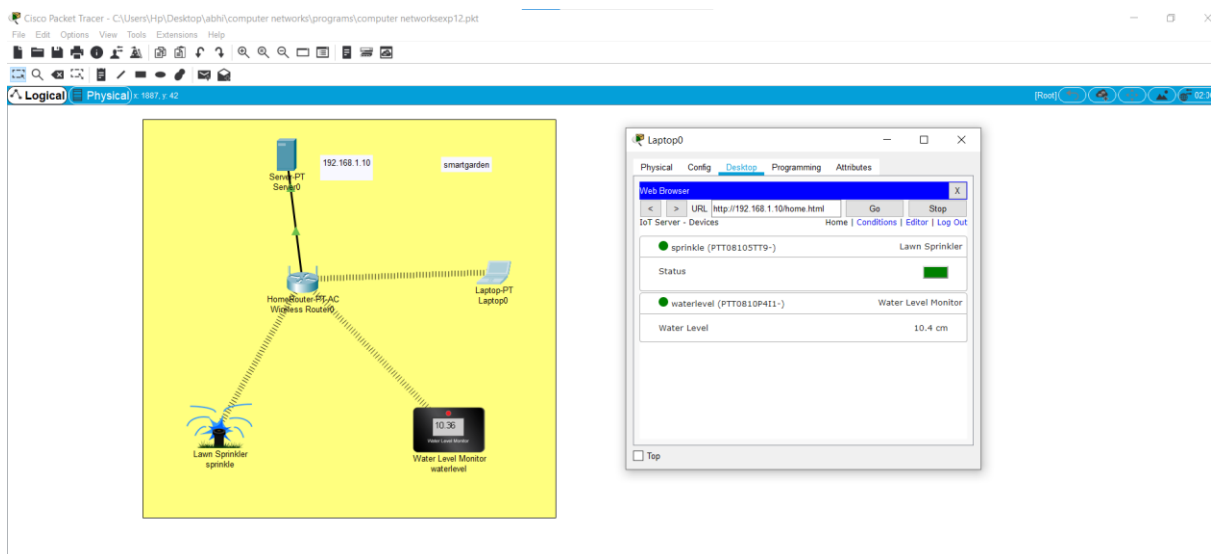 Cisco Packet Tracer - C:\Users\Hp\Desktop\abhi\computer networks\programs\computer networksexp12.pkt
File Edit Options View Tools Extensions Help
Logical Physical x: 1887, y: 42 [Root]
192.168.1.10
smartgarden
Server-PT
Server0
HomeRouter-PT-AC
Wireless Router0
Laptop-PT
Laptop0
Lawn Sprinkler
sprinkle
10.36
Water Level Monitor
Water Level Monitor
waterlevel
Laptop0
Physical Config Desktop Programming Attributes
Web Browser X
< > URL http://192.168.1.10/home.html Go Stop
IoT Server - Devices Home | Conditions | Editor | Log Out
sprinkle (PTT08105TT9-) Lawn Sprinkler
Status
waterlevel (PTT0810P4I1-) Water Level Monitor
Water Level 10.4 cm
Top